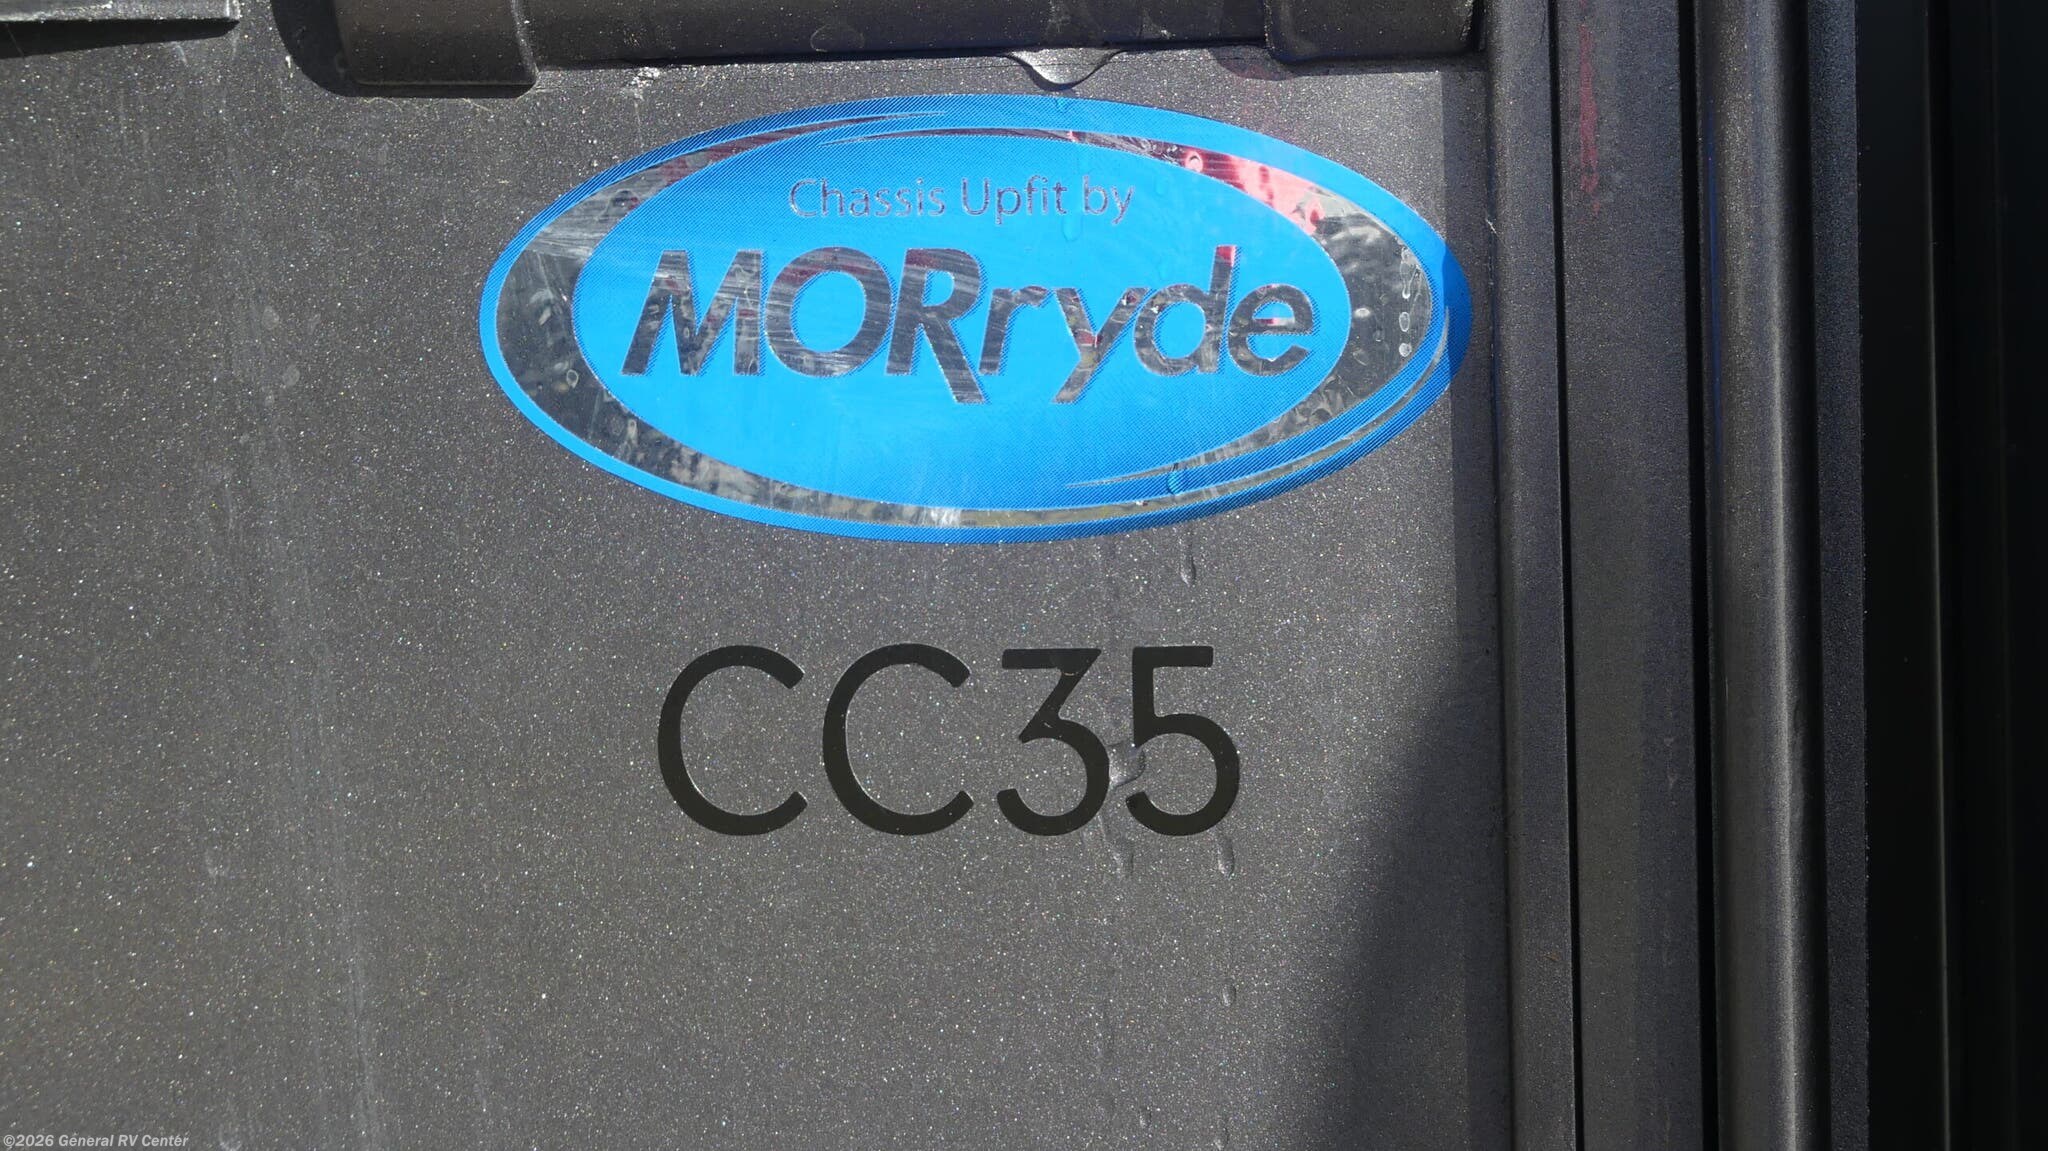 Chassis Upfit by
MORryde
CC35
©2026 General RV Center